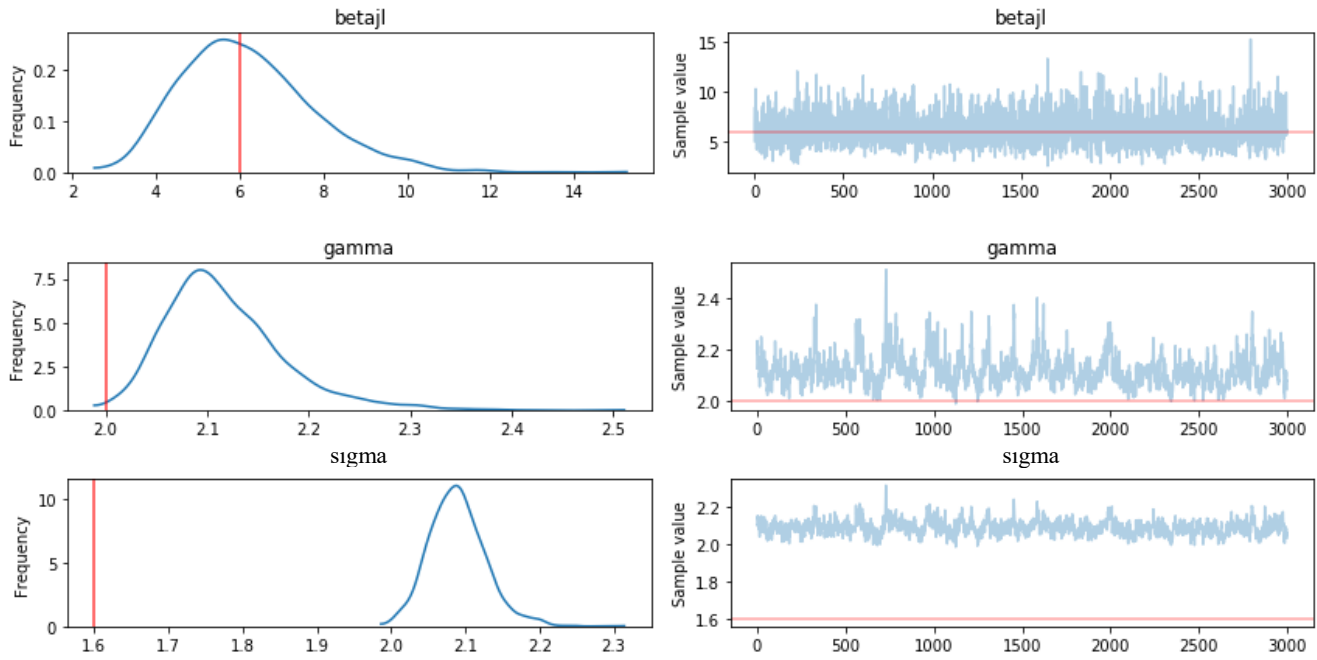 betajl betajl
Frequency
0.2
0.1
0.0
2 4 6 8 10 12 14
Sample value
15
10
5
0 500 1000 1500 2000 2500 3000
gamma gamma
Frequency
7.5
5.0
2.5
0.0
2.0 2.1 2.2 2.3 2.4 2.5
Sample value
2.4
2.2
2.0
0 500 1000 1500 2000 2500 3000
sigma sigma
Frequency
10
5
0
1.6 1.7 1.8 1.9 2.0 2.1 2.2 2.3
Sample value
2.2
2.0
1.8
1.6
0 500 1000 1500 2000 2500 3000